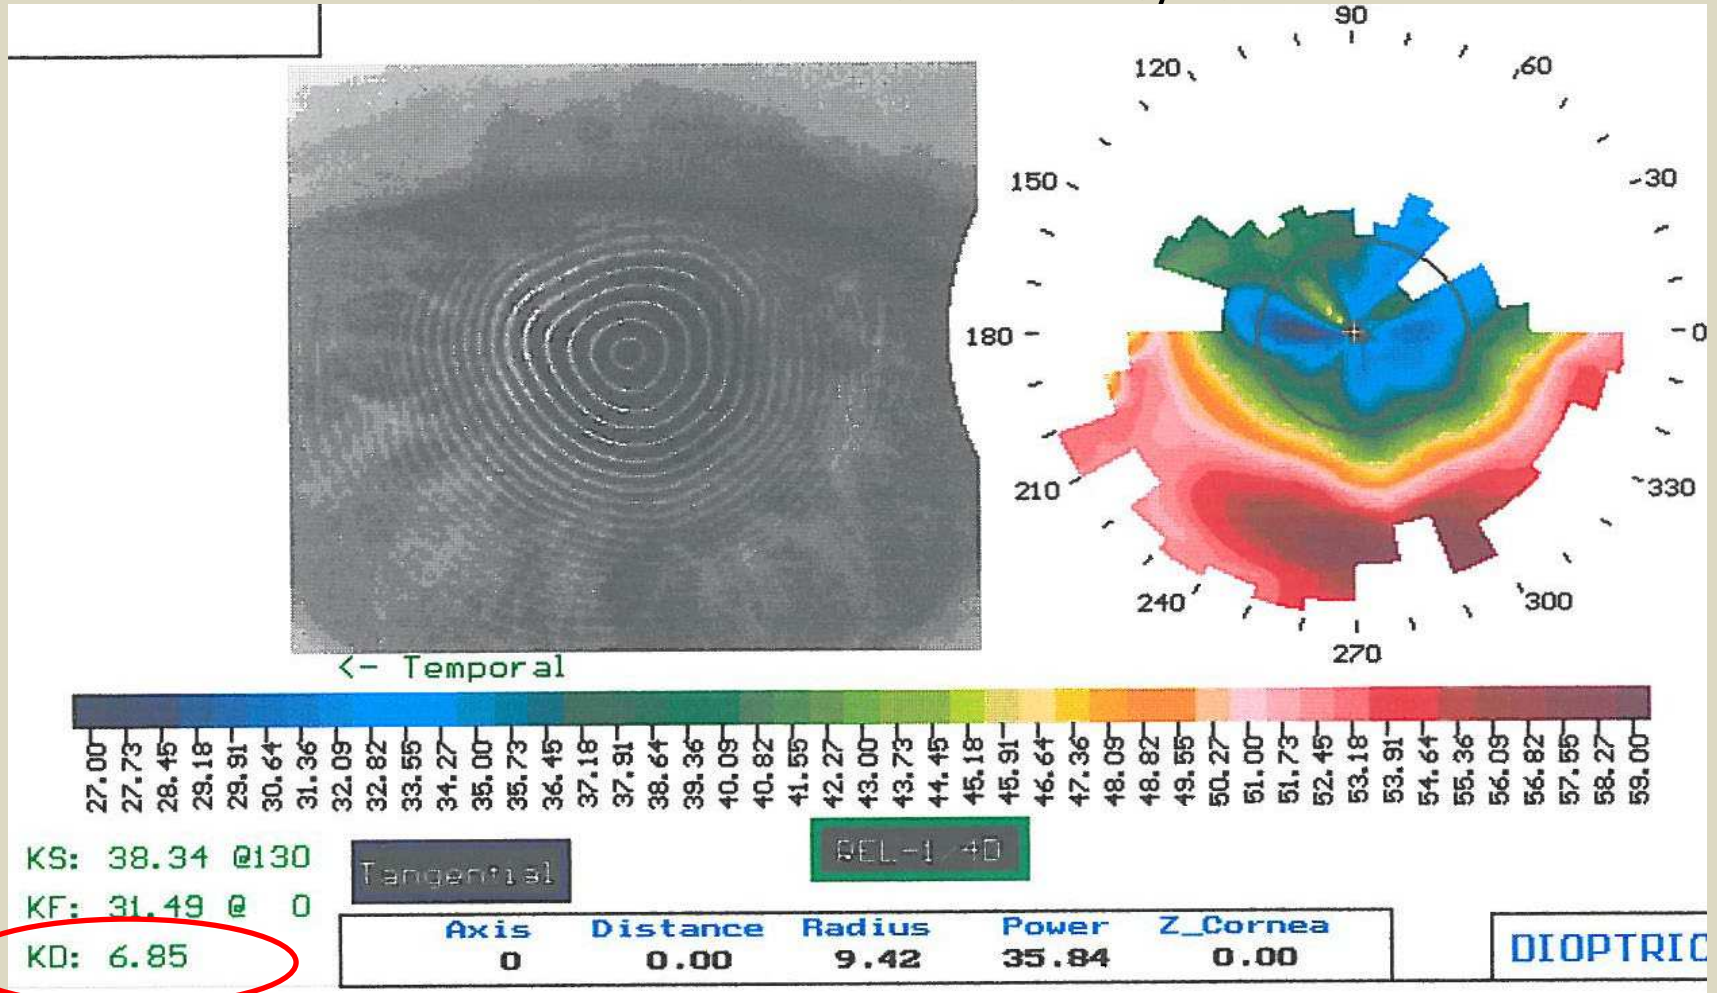 90
120
60
150
30
180
0
210
330
240
300
270
<- Temporal
27.00 27.73 28.45 29.18 29.91 30.64 31.36 32.09 32.82 33.55 34.27 35.00 35.73 36.45 37.18 37.91 38.64 39.36 40.09 40.82 41.55 42.27 43.00 43.73 44.45 45.18 45.91 46.64 47.36 48.09 48.82 49.55 50.27 51.00 51.73 52.45 53.18 53.91 54.64 55.36 56.09 56.82 57.55 58.27 59.00
KS: 38.34 @130
KF: 31.49 @ 0
KD: 6.85
Tangential
REL-1/4D
Axis Distance Radius Power Z_Cornea
0 0.00 9.42 35.84 0.00
DIOPTRIC